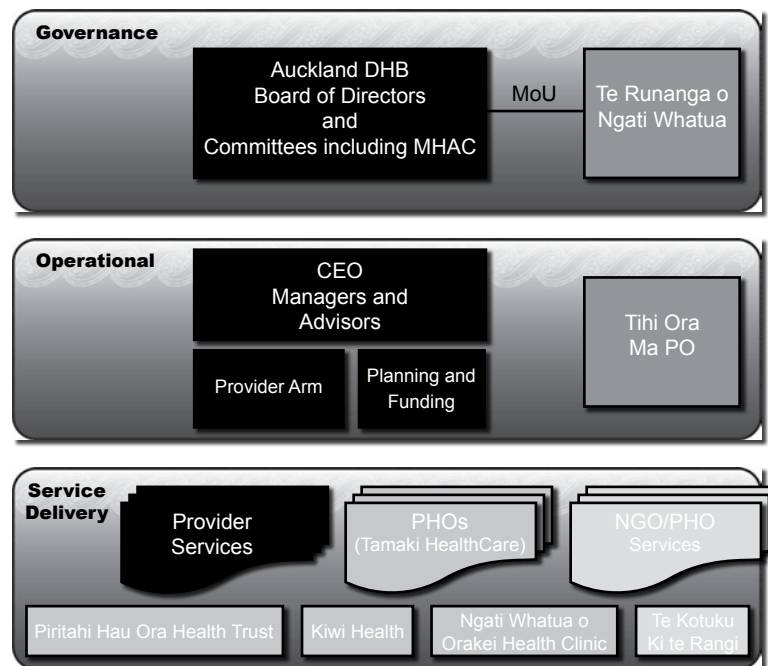 Governance
Auckland DHB
Board of Directors
and
Committees including MHAC
MoU
Te Runanga o
Ngati Whatua
Operational
CEO
Managers and
Advisors
Provider Arm
Planning and
Funding
Tihi Ora
Ma PO
Service
Delivery
Provider
Services
PHOs
(Tamaki HealthCare)
NGO/PHO
Services
Piritahi Hau Ora Health Trust
Kiwi Health
Ngati Whatua o
Orakei Health Clinic
Te Kotuku
Ki te Rangi